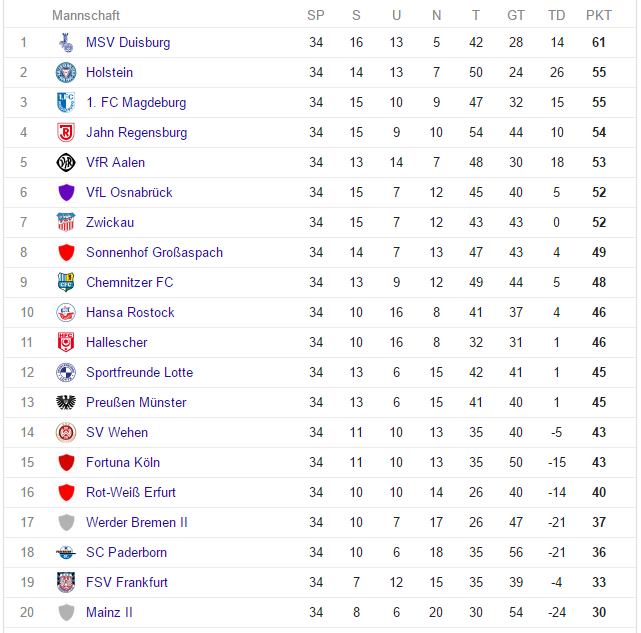 Mannschaft SP S U N T GT TD PKT
1 MSV Duisburg 34 16 13 5 42 28 14 61
2 Holstein 34 14 13 7 50 24 26 55
3 1. FC Magdeburg 34 15 10 9 47 32 15 55
4 Jahn Regensburg 34 15 9 10 54 44 10 54
5 VfR Aalen 34 13 14 7 48 30 18 53
6 VfL Osnabrück 34 15 7 12 45 40 5 52
7 Zwickau 34 15 7 12 43 43 0 52
8 Sonnenhof Großaspach 34 14 7 13 47 43 4 49
9 Chemnitzer FC 34 13 9 12 49 44 5 48
10 Hansa Rostock 34 10 16 8 41 37 4 46
11 Hallescher 34 10 16 8 32 31 1 46
12 Sportfreunde Lotte 34 13 6 15 42 41 1 45
13 Preußen Münster 34 13 6 15 41 40 1 45
14 SV Wehen 34 11 10 13 35 40 -5 43
15 Fortuna Köln 34 11 10 13 35 50 -15 43
16 Rot-Weiß Erfurt 34 10 10 14 26 40 -14 40
17 Werder Bremen II 34 10 7 17 26 47 -21 37
18 SC Paderborn 34 10 6 18 35 56 -21 36
19 FSV Frankfurt 34 7 12 15 35 39 -4 33
20 Mainz II 34 8 6 20 30 54 -24 30